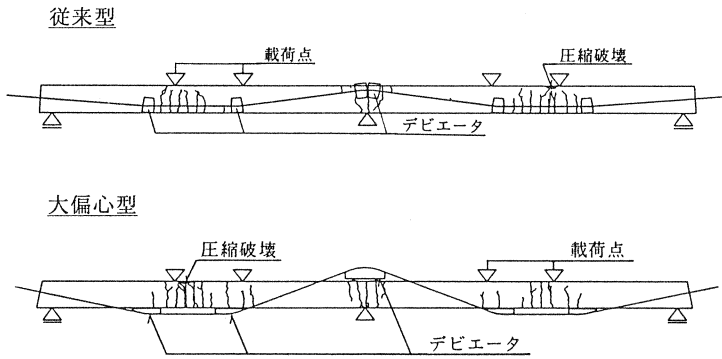 従来型
載荷点
圧縮破壊
デビエータ
大偏心型
圧縮破壊
載荷点
デビエータ